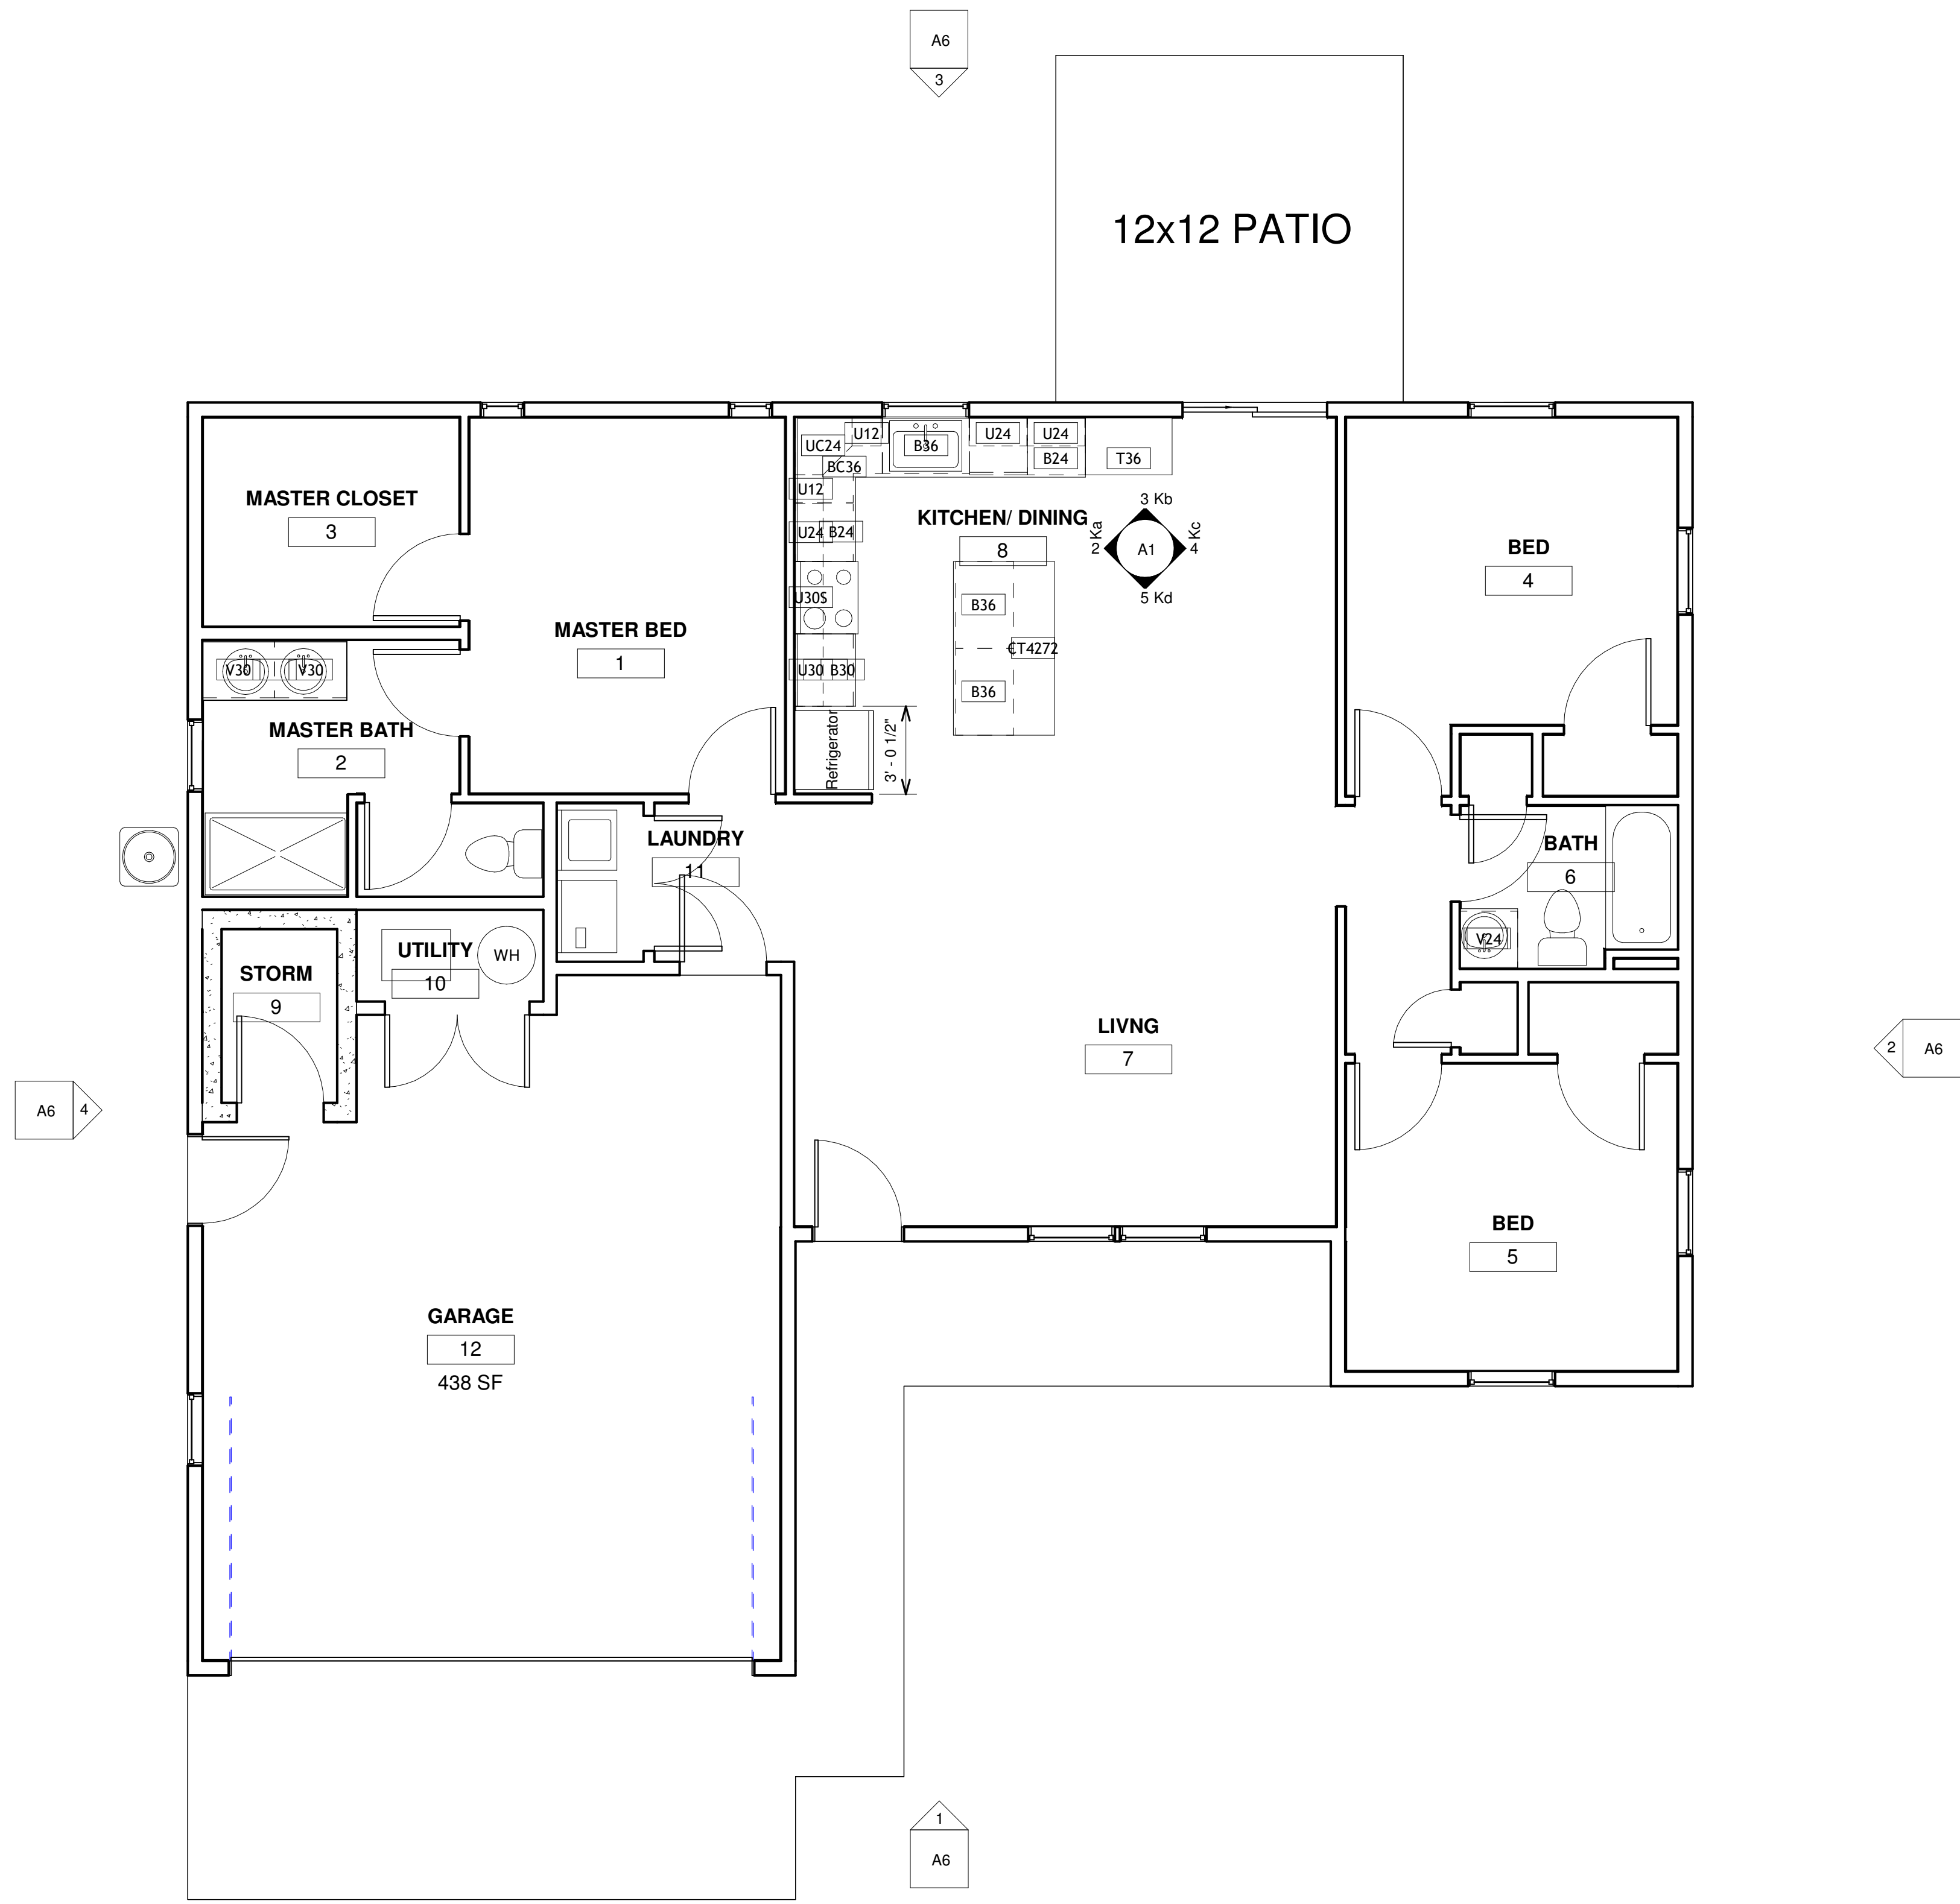 A6
3
12x12 PATIO
U12
UC24
B36
U24
U24
BC36
B24
T36
U12
MASTER CLOSET
3
KITCHEN/ DINING
8
3 Kb
2 Ka
A1
Kc 4
5 Kd
U24 B24
BED
4
U30S
B36
MASTER BED
1
CT4272
V30
V30
U30 B30
B36
MASTER BATH
2
Refrigerator
3' - 0 1/2"
LAUNDRY
11
BATH
6
V24
UTILITY
10
WH
STORM
9
LIVNG
7
2
A6
A6
4
BED
5
GARAGE
12
438 SF
1
A6